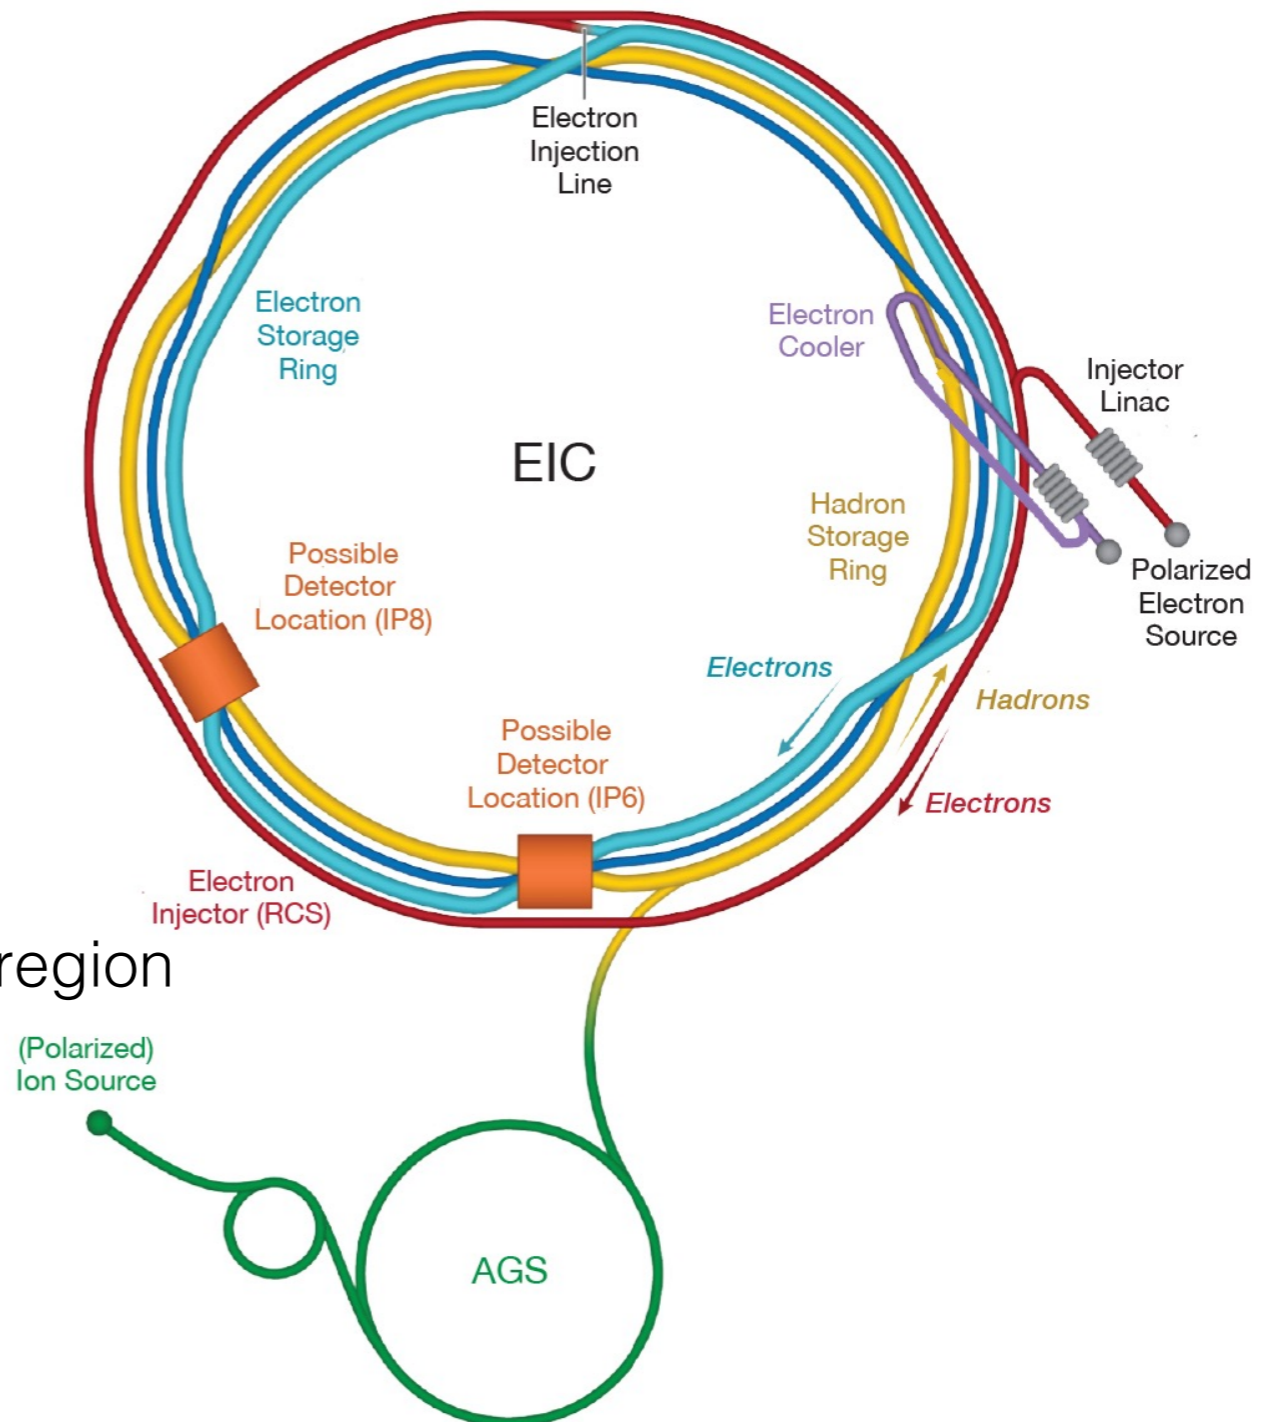 Electron
Injection
Line
Electron
Storage
Ring
Electron
Cooler
Injector
Linac
EIC
Hadron
Storage
Ring
Possible
Detector
Location (IP8)
Polarized
Electron
Source
Electrons
Hadrons
Possible
Detector
Location (IP6)
Electrons
Electron
Injector (RCS)
region
(Polarized)
Ion Source
AGS